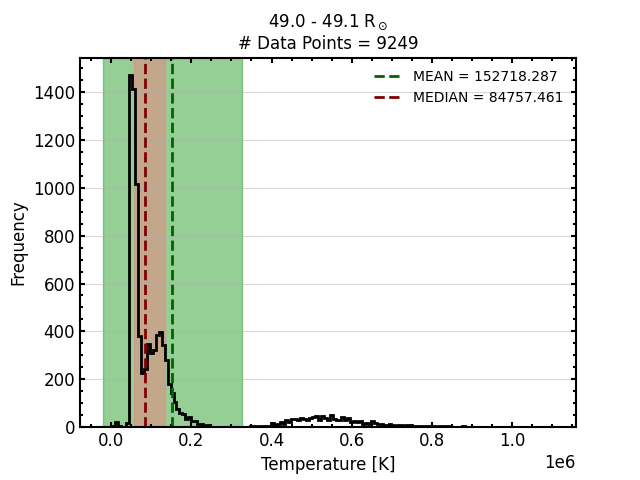 49.0 - 49.1 R⊙
# Data Points = 9249
MEAN = 152718.287
MEDIAN = 84757.461
1400
1200
1000
800
600
400
200
0
Frequency
0.0 0.2 0.4 0.6 0.8 1.0
Temperature [K]
1e6